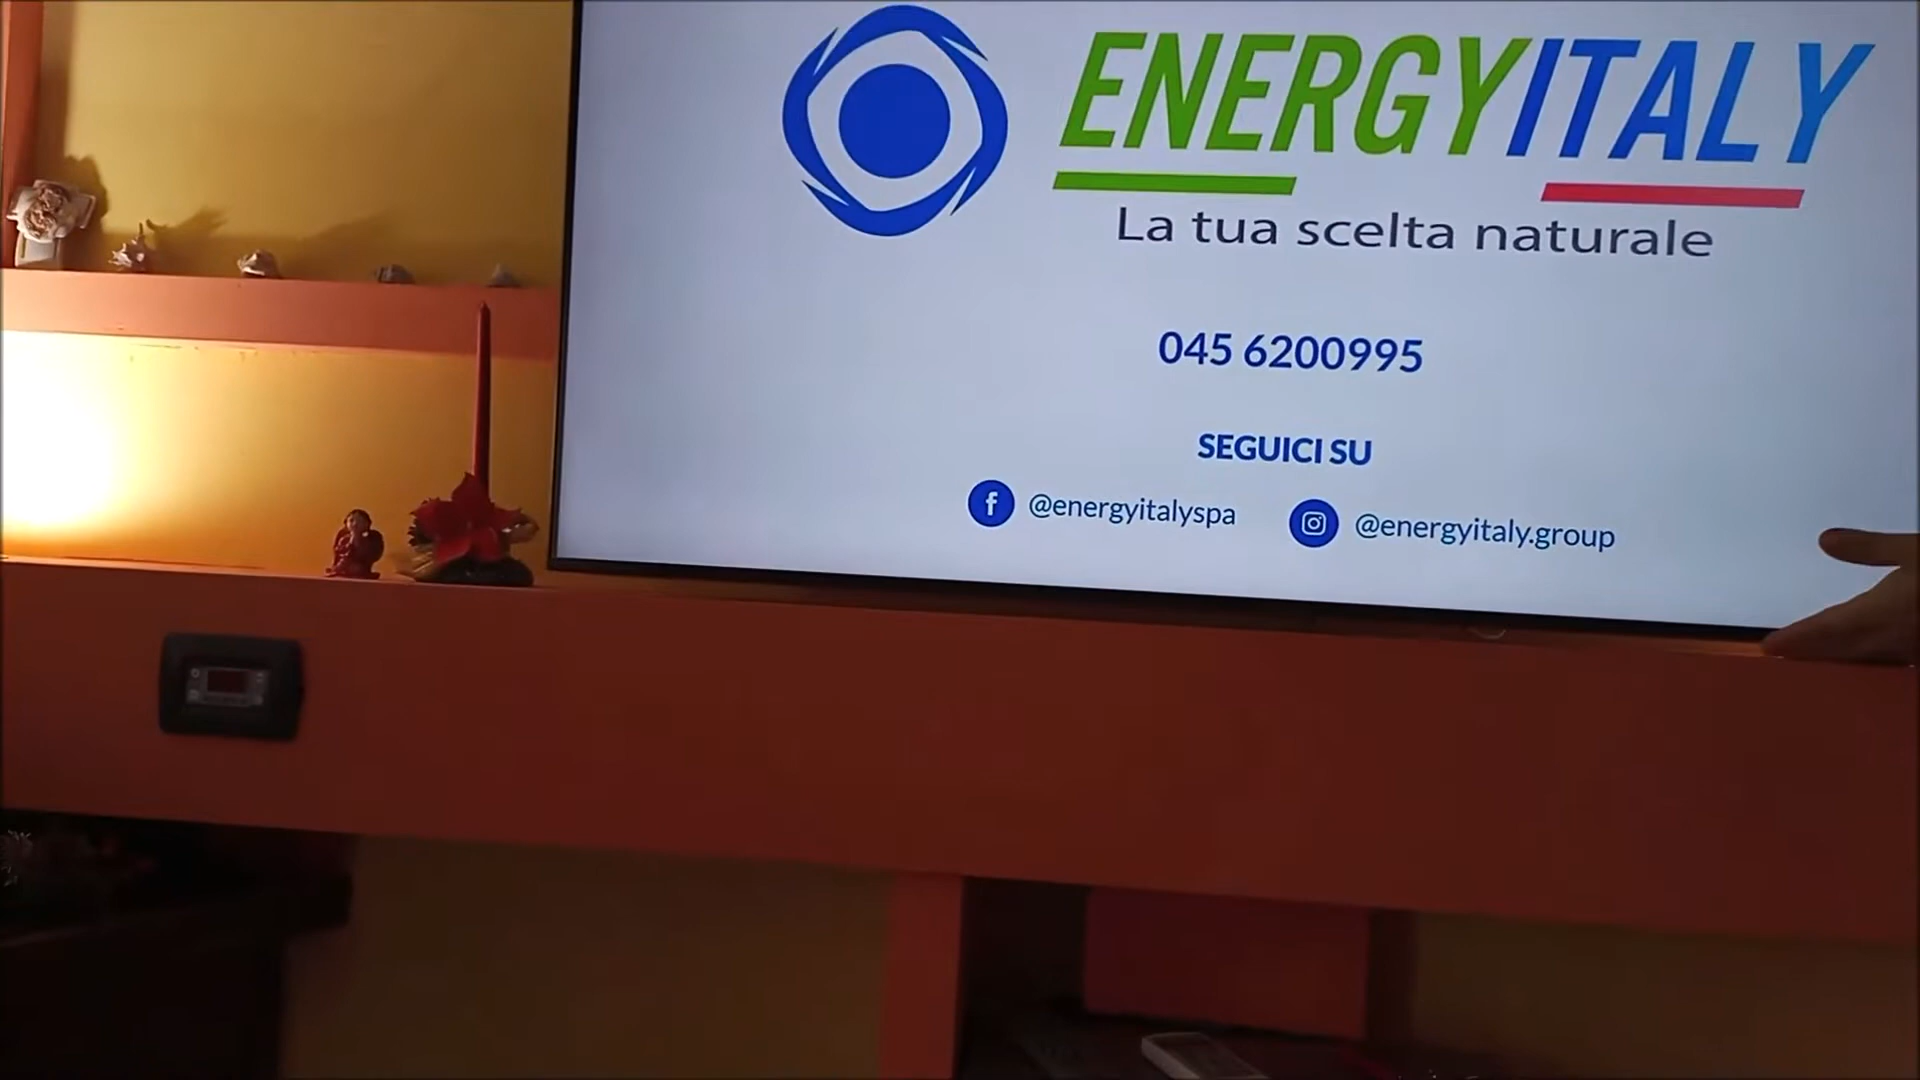 ENERGYITALY
La tua scelta naturale
045 6200995
SEGUICI SU
@energyitalyspa @energyitaly.group